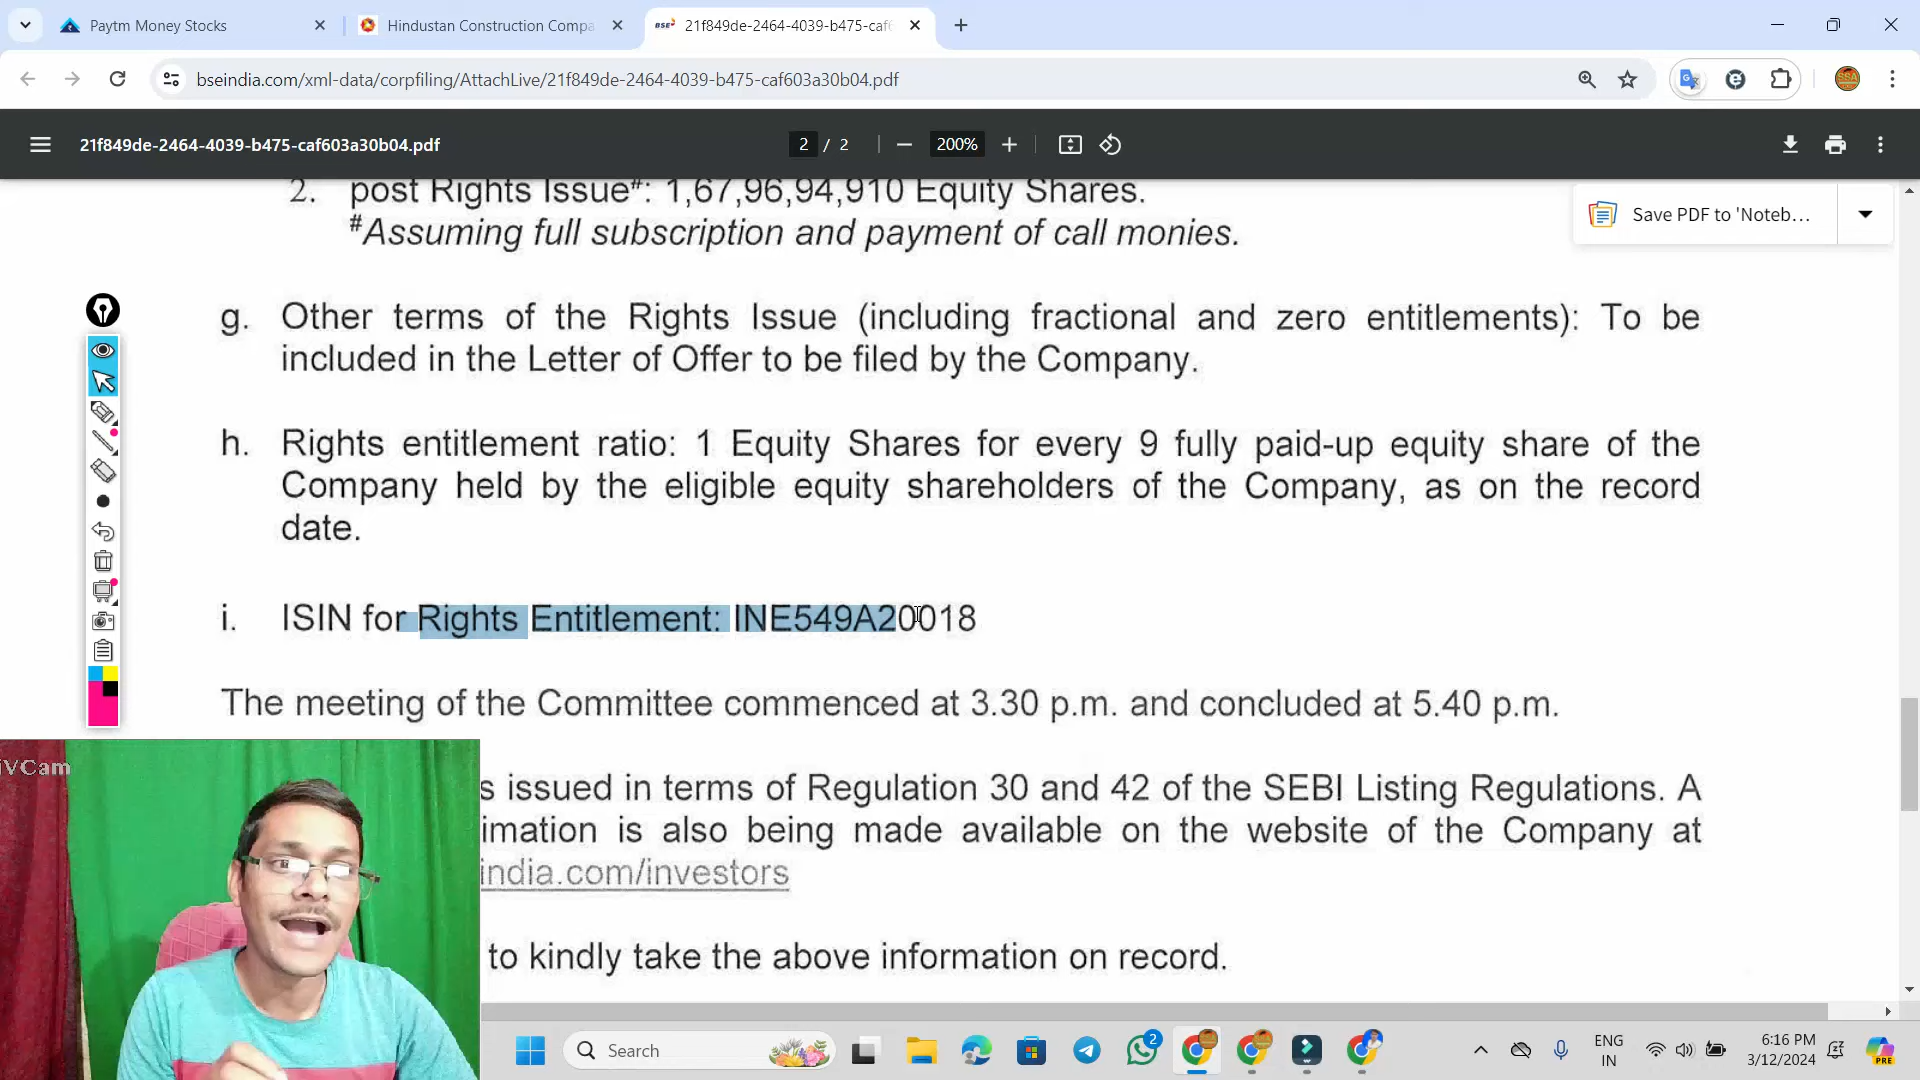 Paytm Money Stocks
Hindustan Construction Compa
BSE
21f849de-2464-4039-b475-caf6
bseindia.com/xml-data/corpfiling/AttachLive/21f849de-2464-4039-b475-caf603a30b04.pdf
SSA
21f849de-2464-4039-b475-caf603a30b04.pdf
2 / 2
200%
Save PDF to 'Noteb...
2. post Rights Issue#: 1,67,96,94,910 Equity Shares.
#Assuming full subscription and payment of call monies.
g. Other terms of the Rights Issue (including fractional and zero entitlements): To be
included in the Letter of Offer to be filed by the Company.
h. Rights entitlement ratio: 1 Equity Shares for every 9 fully paid-up equity share of the
Company held by the eligible equity shareholders of the Company, as on the record
date.
i. ISIN for Rights Entitlement: INE549A20018
The meeting of the Committee commenced at 3.30 p.m. and concluded at 5.40 p.m.
s issued in terms of Regulation 30 and 42 of the SEBI Listing Regulations. A
imation is also being made available on the website of the Company at
india.com/investors
to kindly take the above information on record.
iVCam
Search
2
ENG
IN
6:16 PM
3/12/2024
PRE